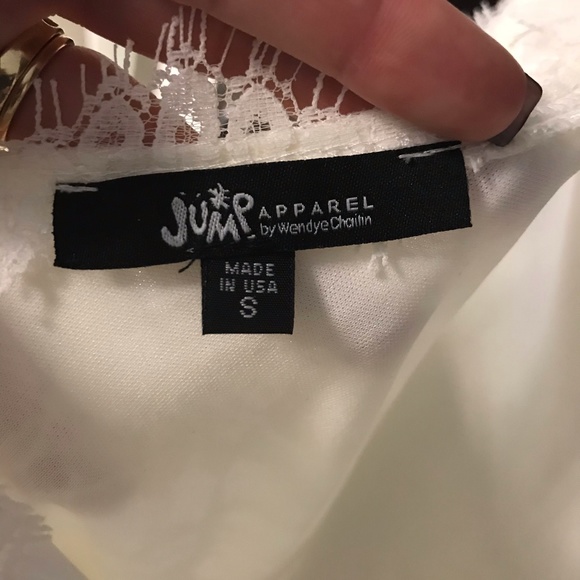 JUMP APPAREL
by Wendye Chaitin
MADE
IN USA
S